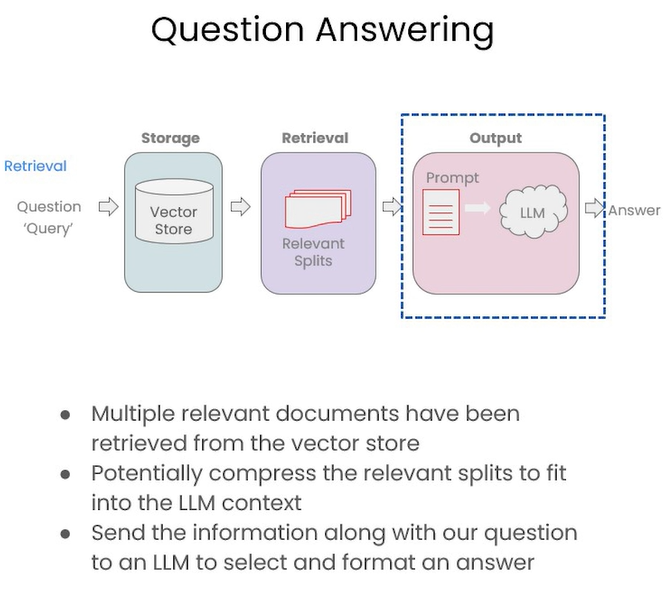 Question Answering
Storage
Retrieval
Output
Retrieval
Question
'Query'
Vector
Store
Relevant
Splits
Prompt
LLM
Answer
● Multiple relevant documents have been
retrieved from the vector store
● Potentially compress the relevant splits to fit
into the LLM context
● Send the information along with our question
to an LLM to select and format an answer